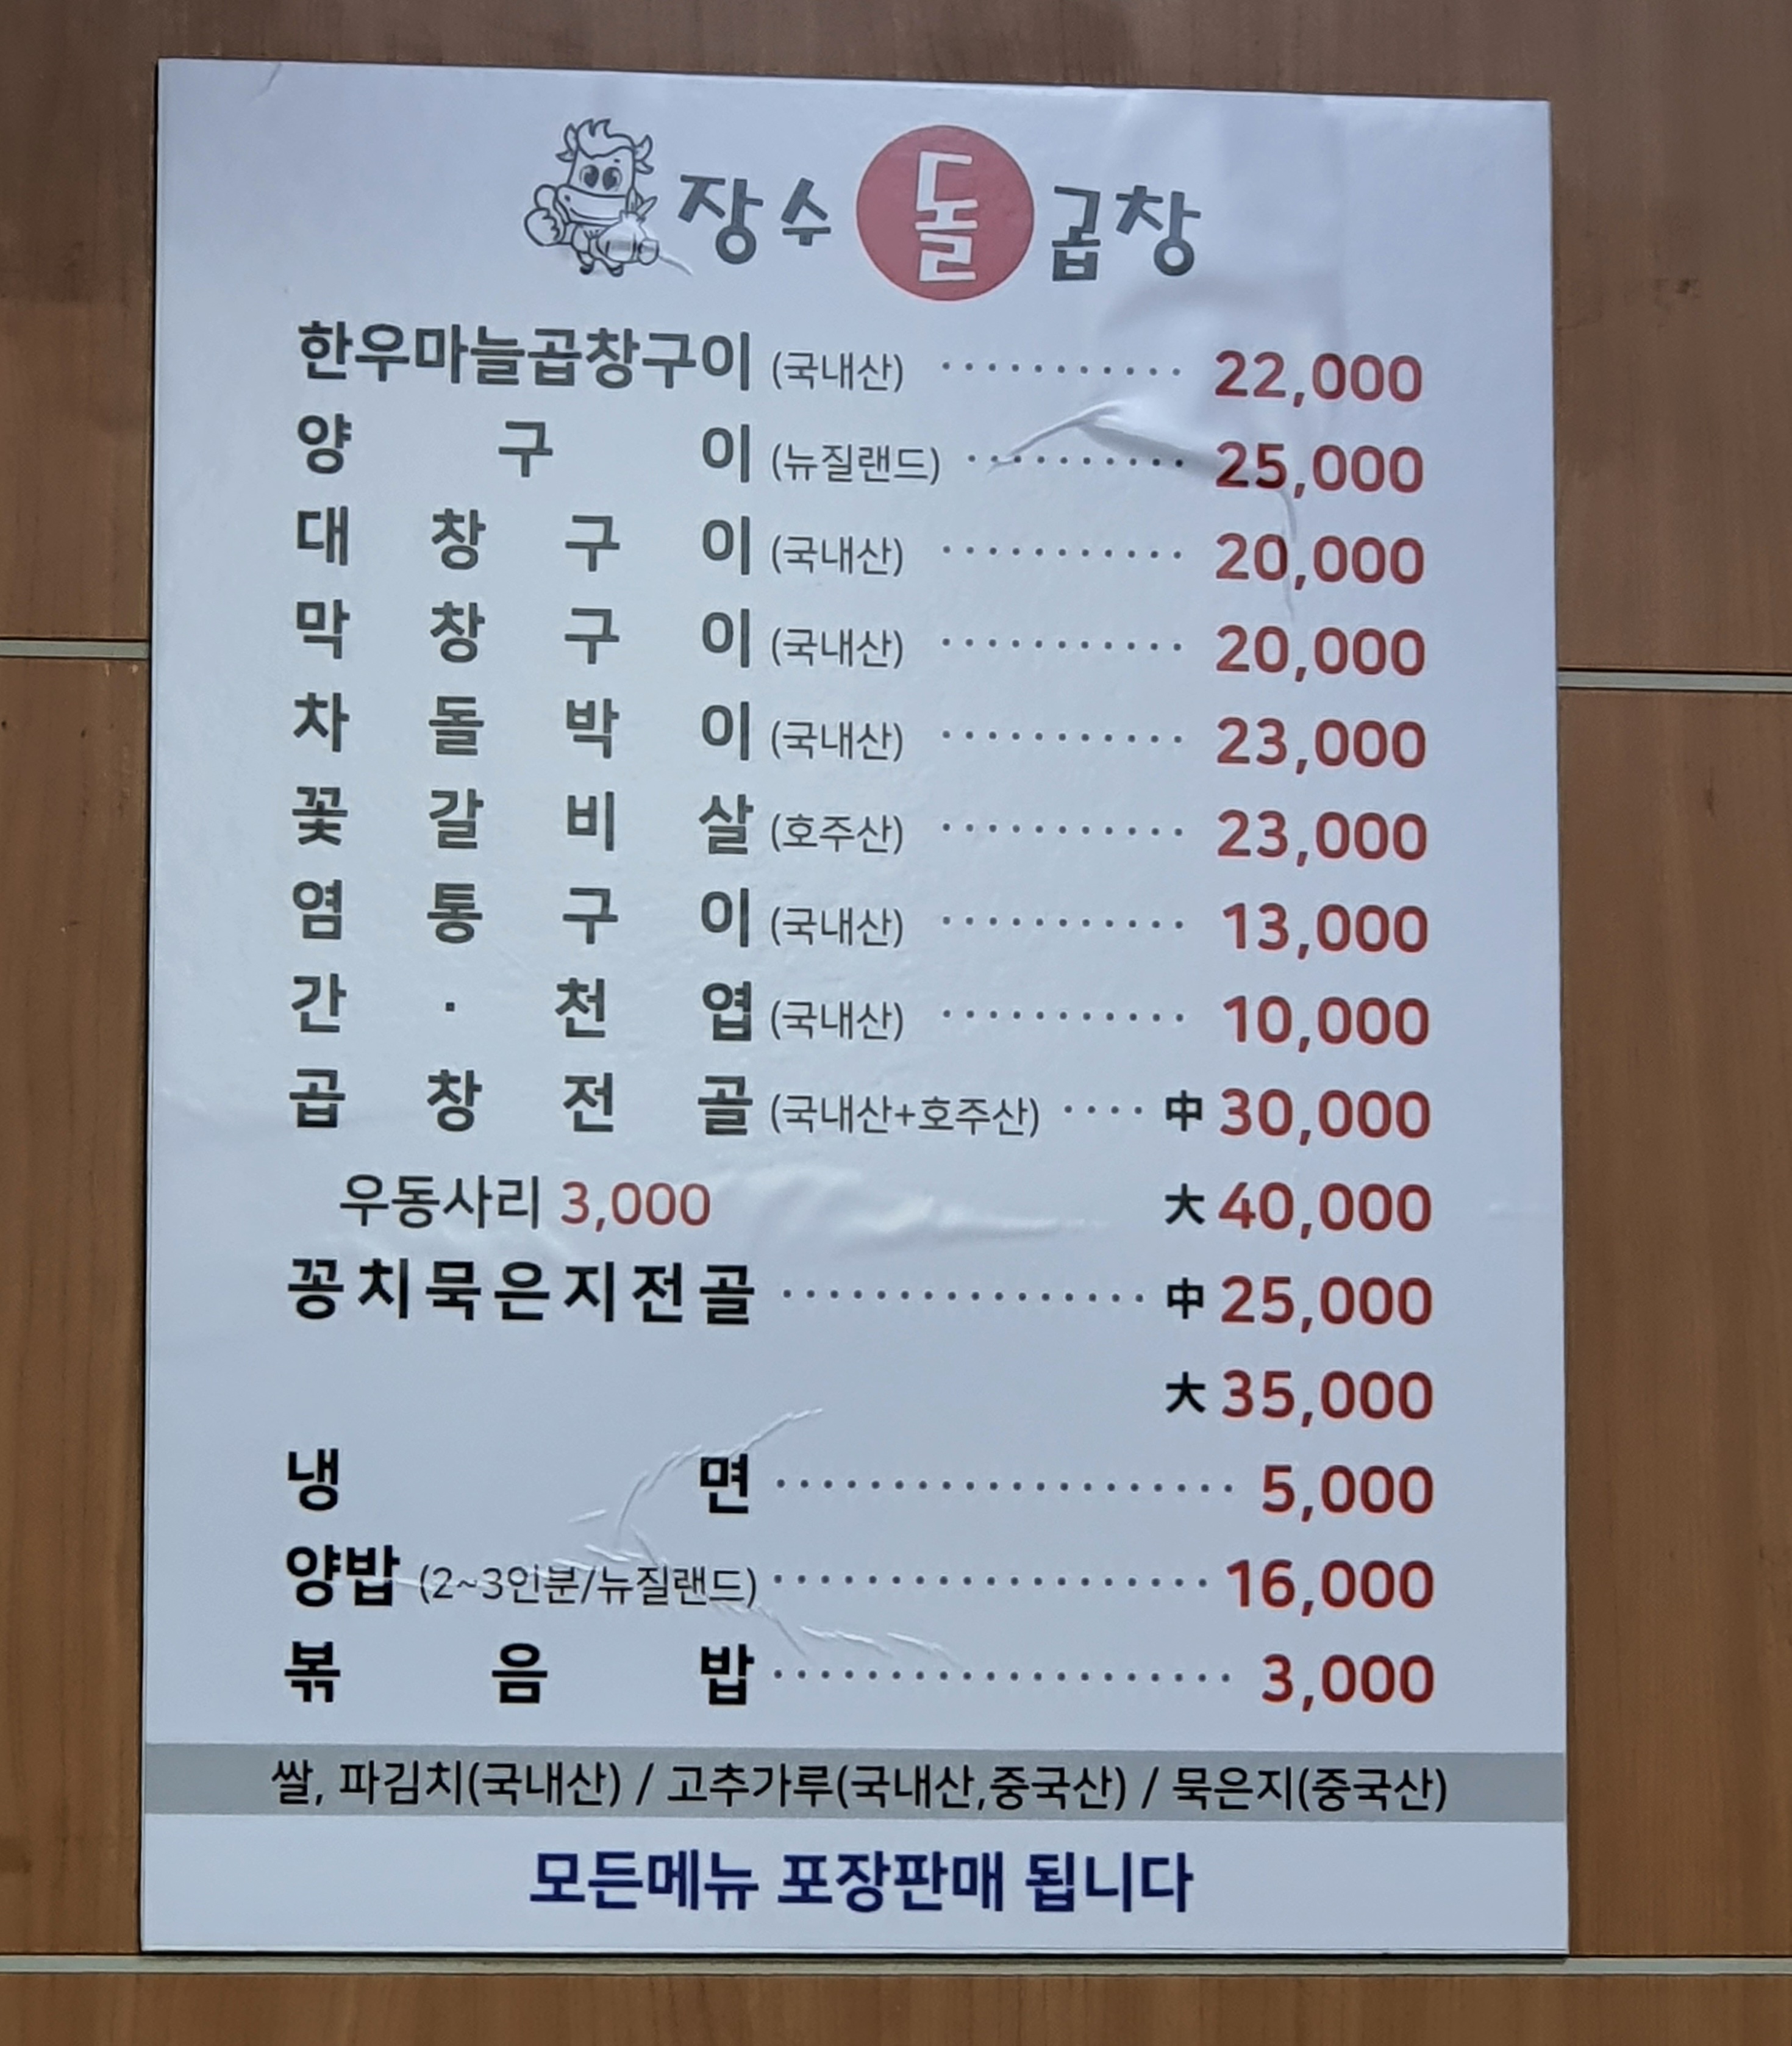 장수돌곱창
한우마늘곱창구이 (국내산) ··········· 22,000
양구이 (뉴질랜드) ·········· 25,000
대창구이 (국내산) ··········· 20,000
막창구이 (국내산) ··········· 20,000
차돌박이 (국내산) ··········· 23,000
꽃갈비살 (호주산) ··········· 23,000
염통구이 (국내산) ··········· 13,000
간·천엽 (국내산) ··········· 10,000
곱창전골 (국내산+호주산) ···· 中 30,000
우동사리 3,000 大 40,000
꽁치묵은지전골 ················ 中 25,000
大 35,000
냉면 ···················· 5,000
양밥 (2~3인분/뉴질랜드) ··················· 16,000
볶음밥 ···················· 3,000
쌀, 파김치(국내산) / 고추가루(국내산,중국산) / 묵은지(중국산)
모든메뉴 포장판매 됩니다